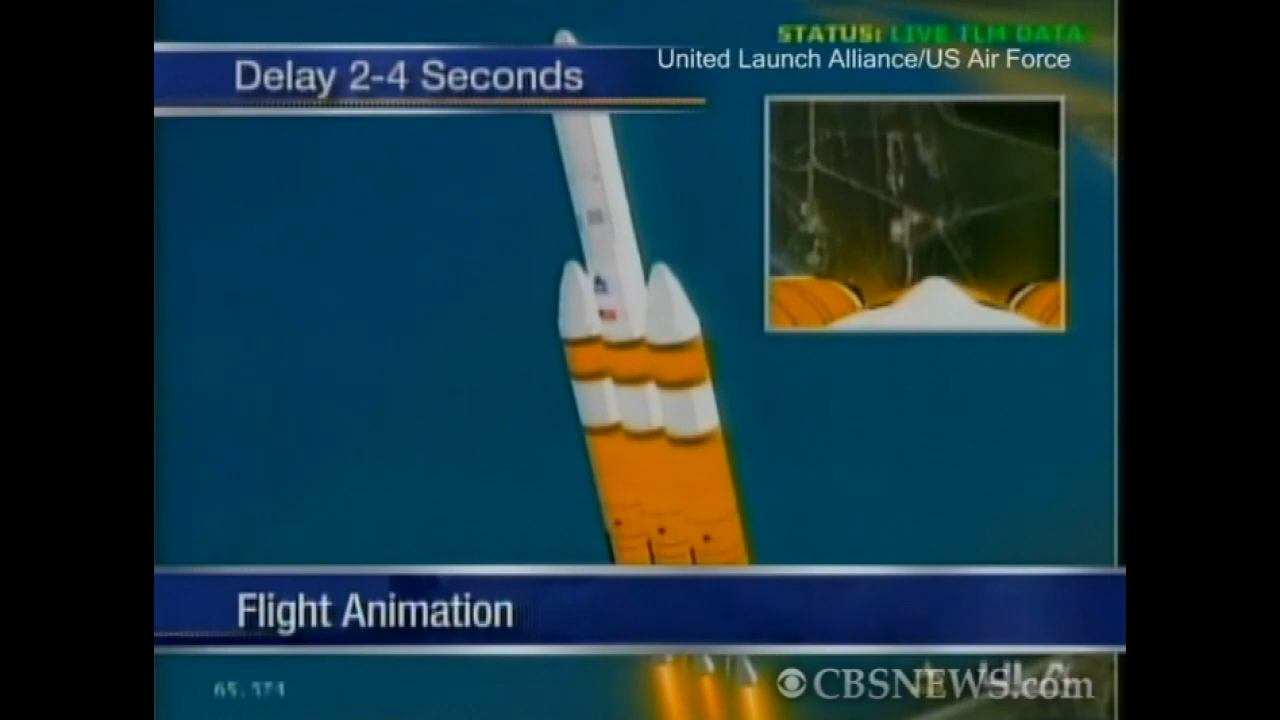 STATUS: LIVE TLM DATA
United Launch Alliance/US Air Force
Delay 2-4 Seconds
Flight Animation
CBSNEWS.com